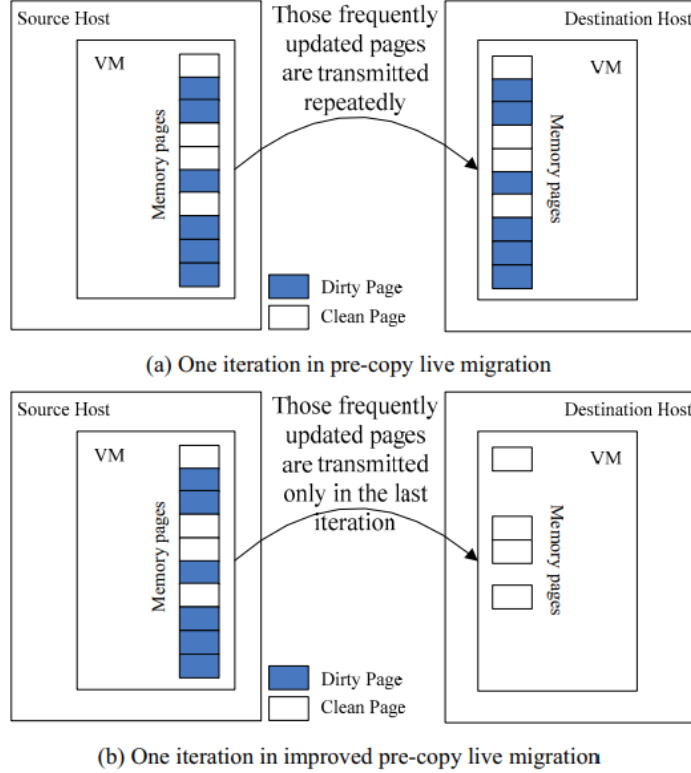 Source Host
Those frequently
updated pages
are transmitted
repeatedly
Destination Host
VM
Memory pages
VM
Memory pages
Dirty Page
Clean Page
(a) One iteration in pre-copy live migration
Source Host
Those frequently
updated pages
are transmitted
only in the last
iteration
Destination Host
VM
Memory pages
VM
Memory pages
Dirty Page
Clean Page
(b) One iteration in improved pre-copy live migration